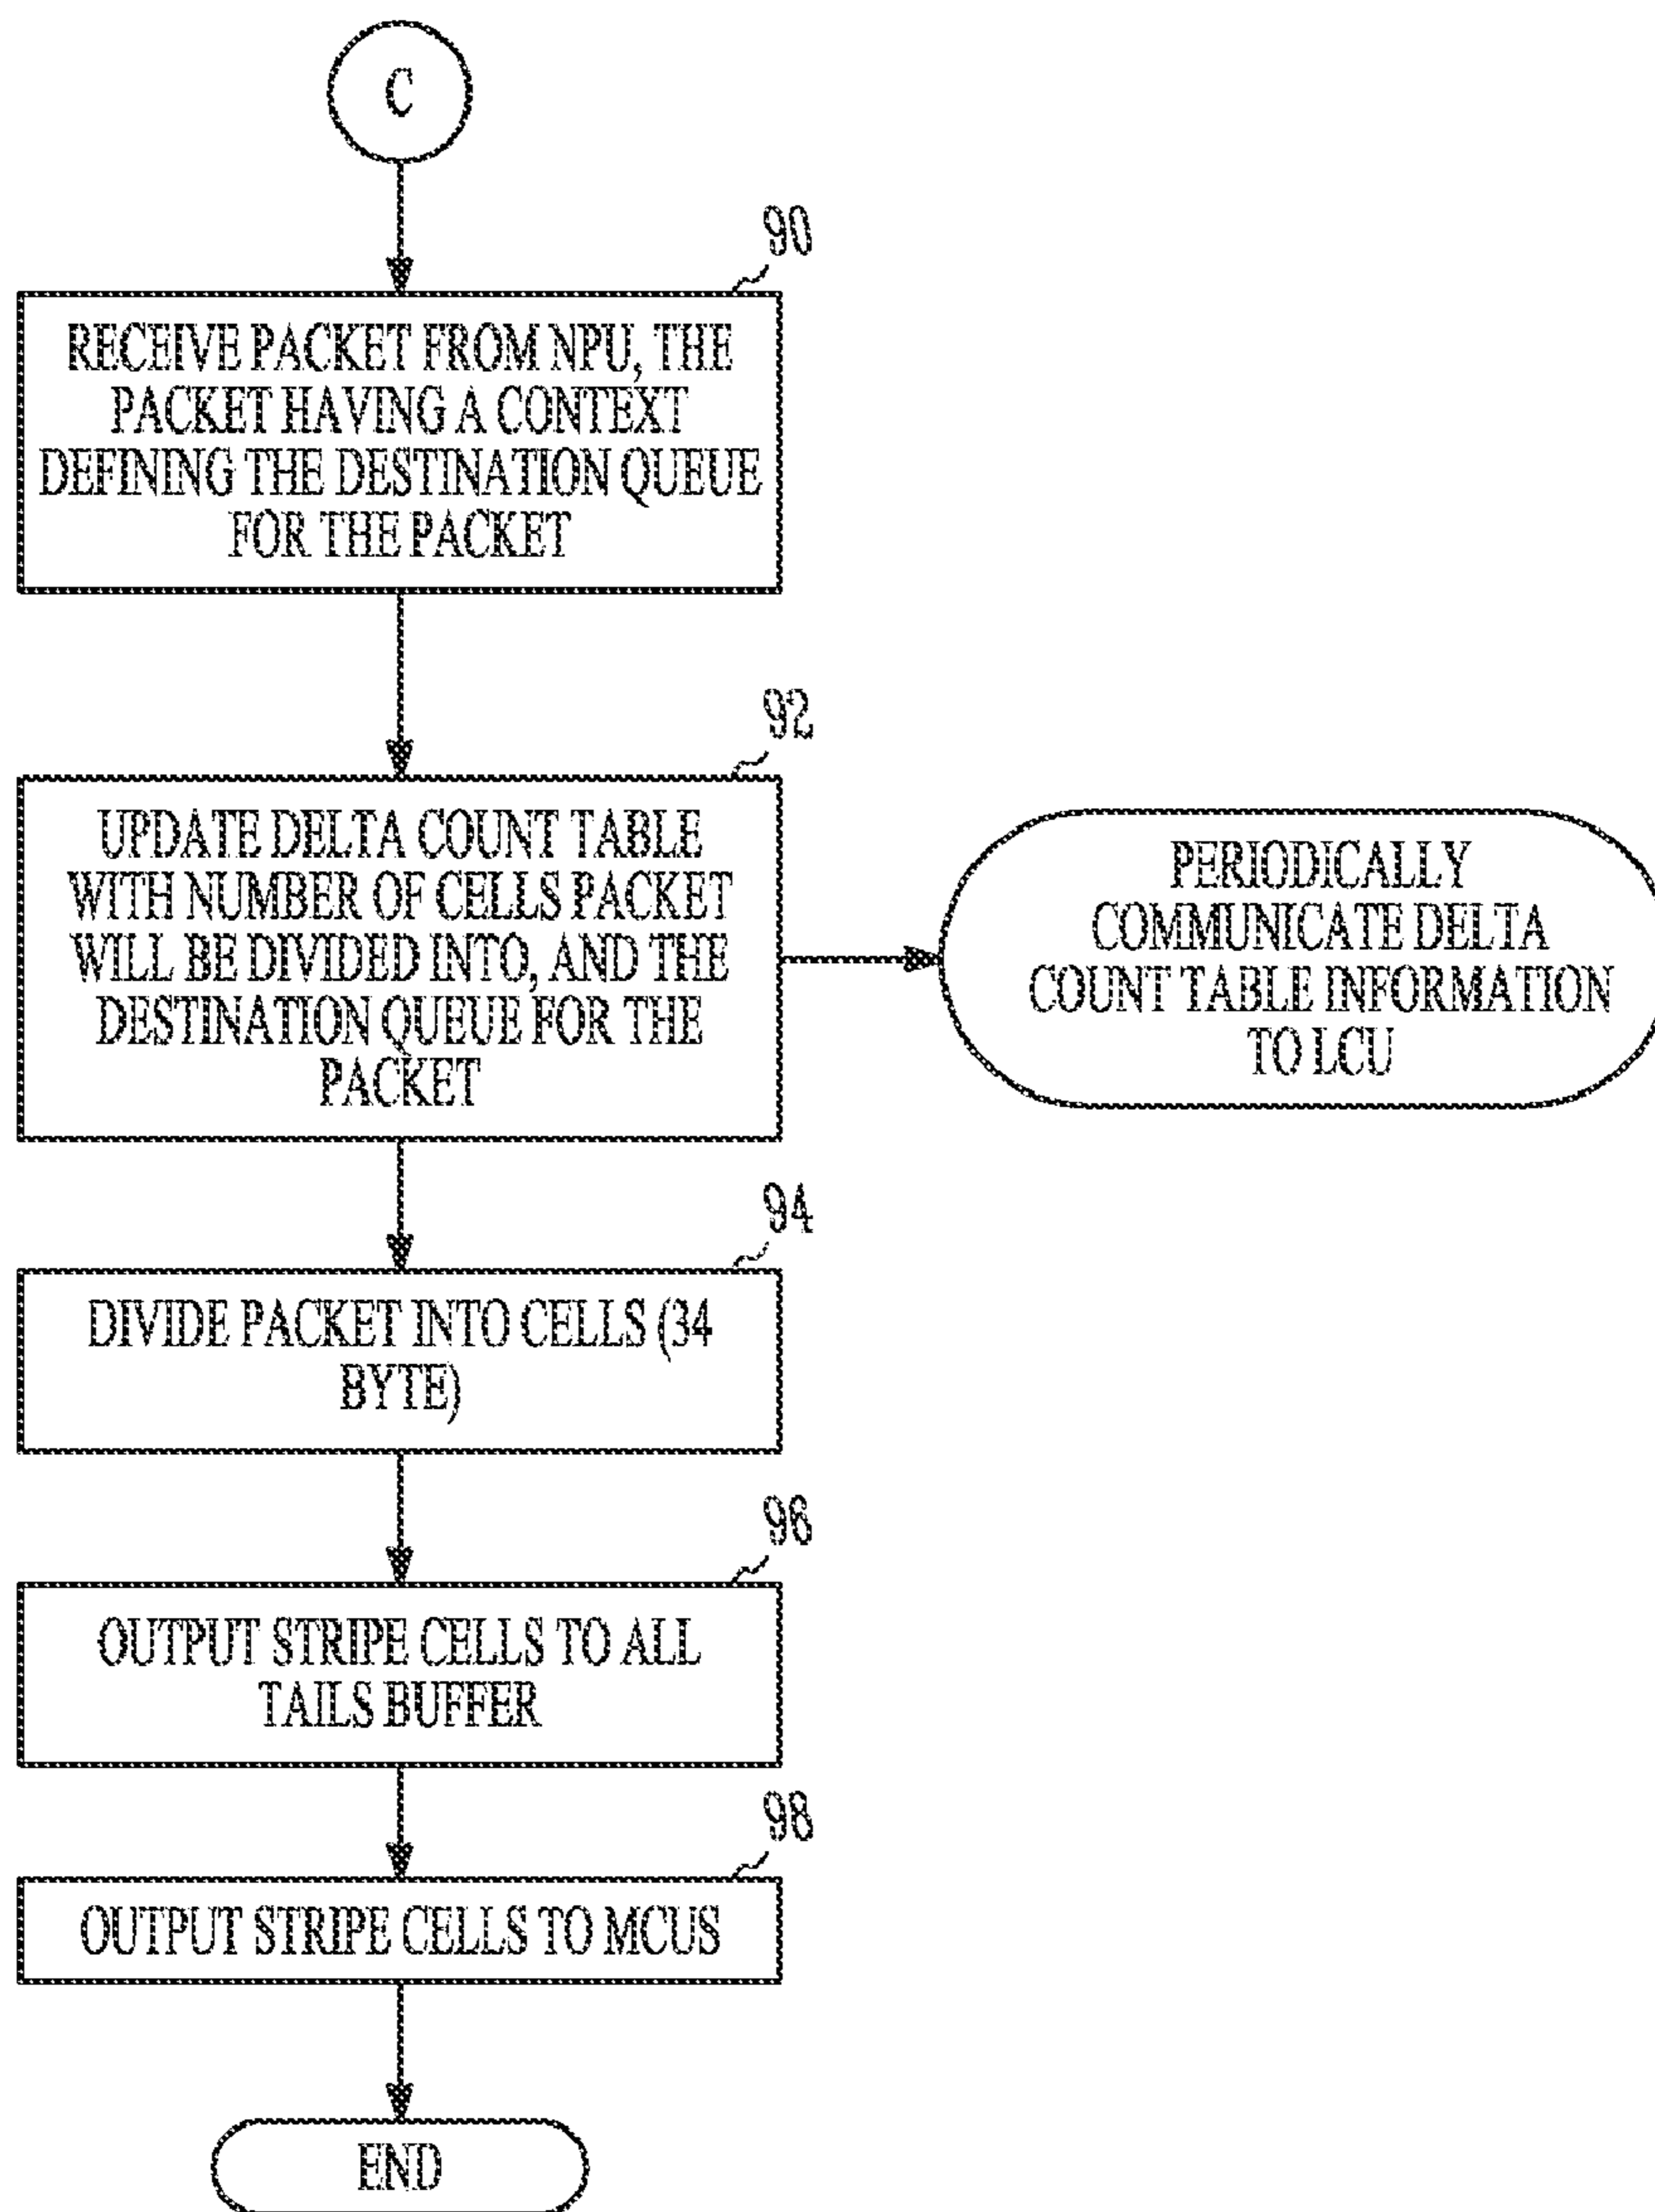 C
90
RECEIVE PACKET FROM NPU, THE
PACKET HAVING A CONTEXT
DEFINING THE DESTINATION QUEUE
FOR THE PACKET
92
UPDATE DELTA COUNT TABLE
WITH NUMBER OF CELLS PACKET
WILL BE DIVIDED INTO, AND THE
DESTINATION QUEUE FOR THE
PACKET
PERIODICALLY
COMMUNICATE DELTA
COUNT TABLE INFORMATION
TO LCU
94
DIVIDE PACKET INTO CELLS (34
BYTE)
96
OUTPUT STRIPE CELLS TO ALL
TAILS BUFFER
98
OUTPUT STRIPE CELLS TO MCUS
END